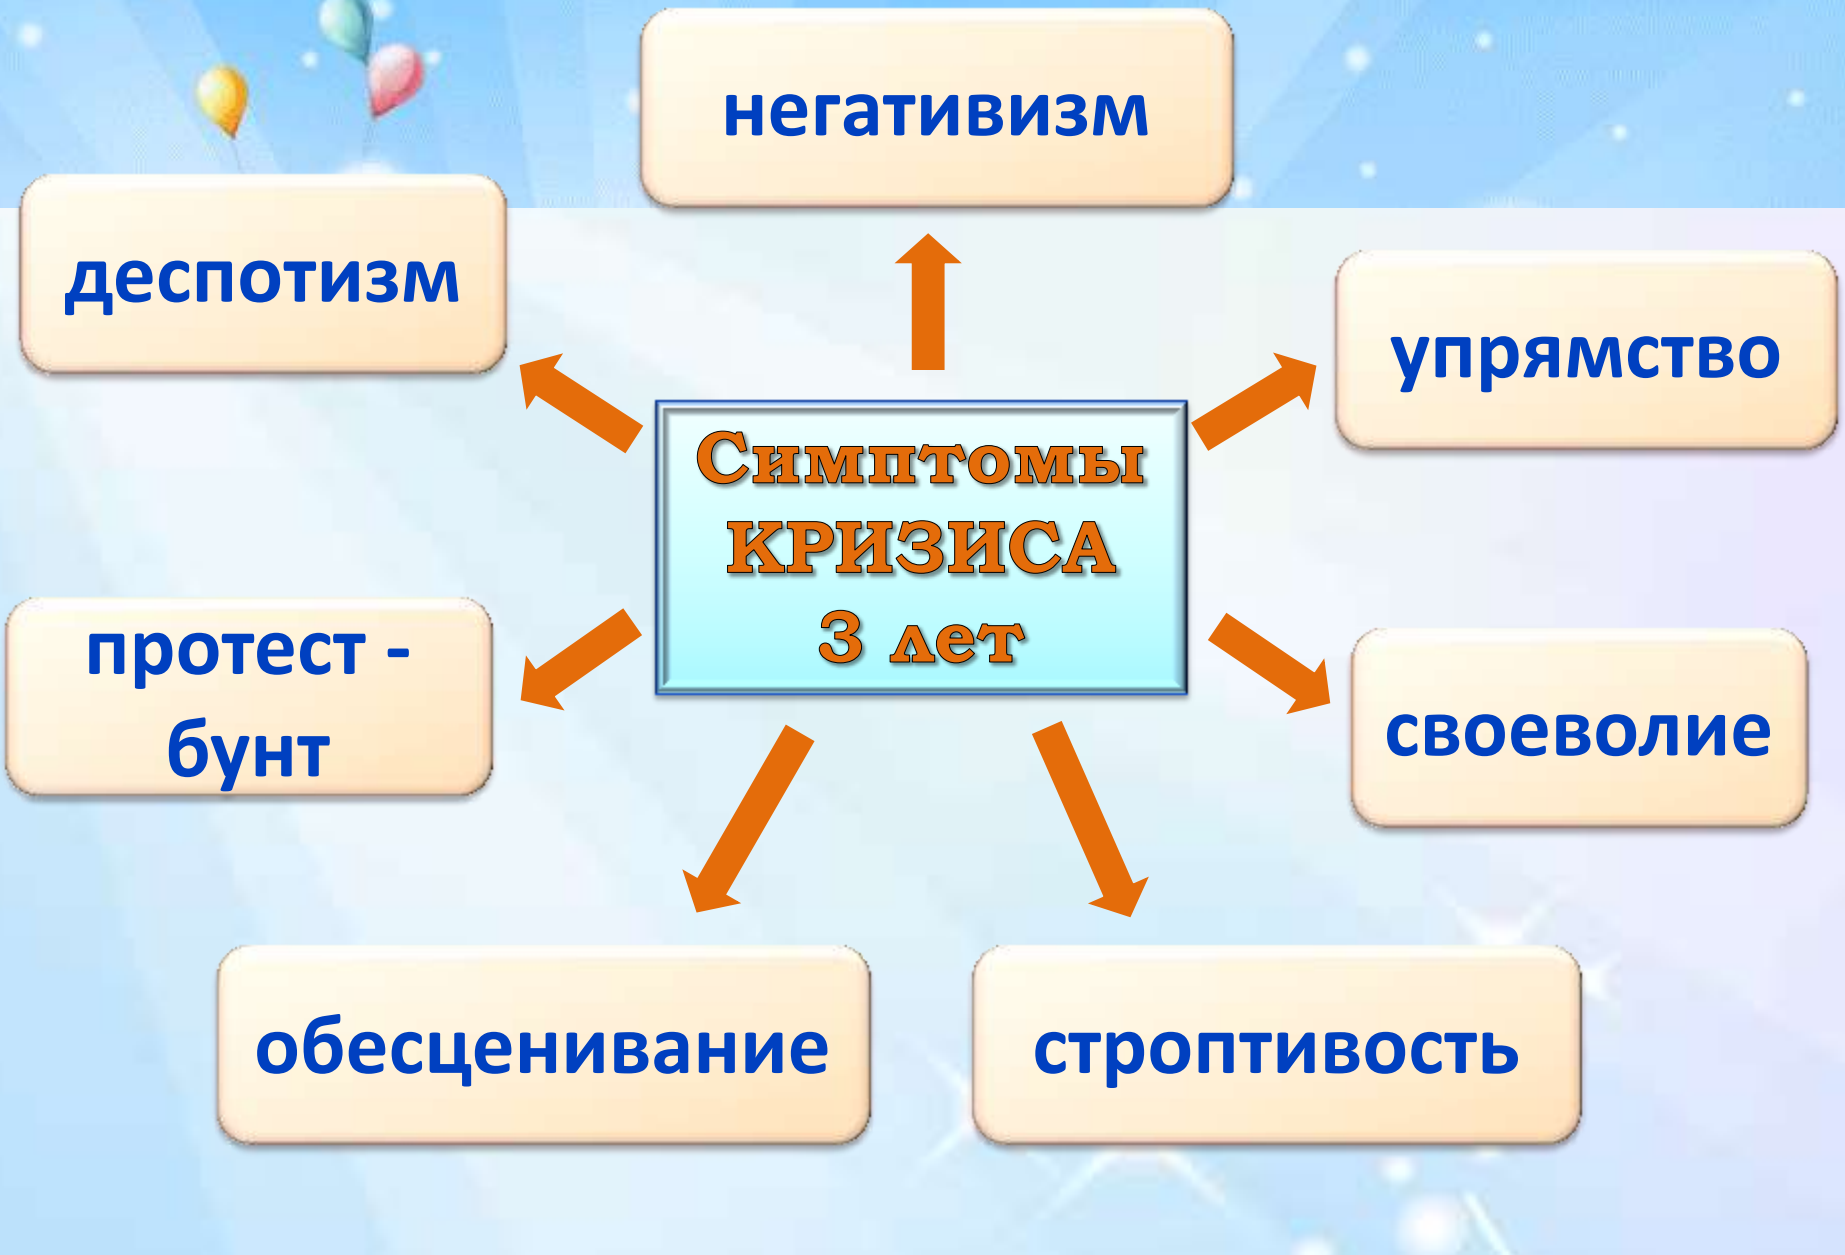 негативизм
деспотизм
упрямство
Симптомы
КРИЗИСА
3 лет
протест -
бунт
своеволие
обесценивание
строптивость